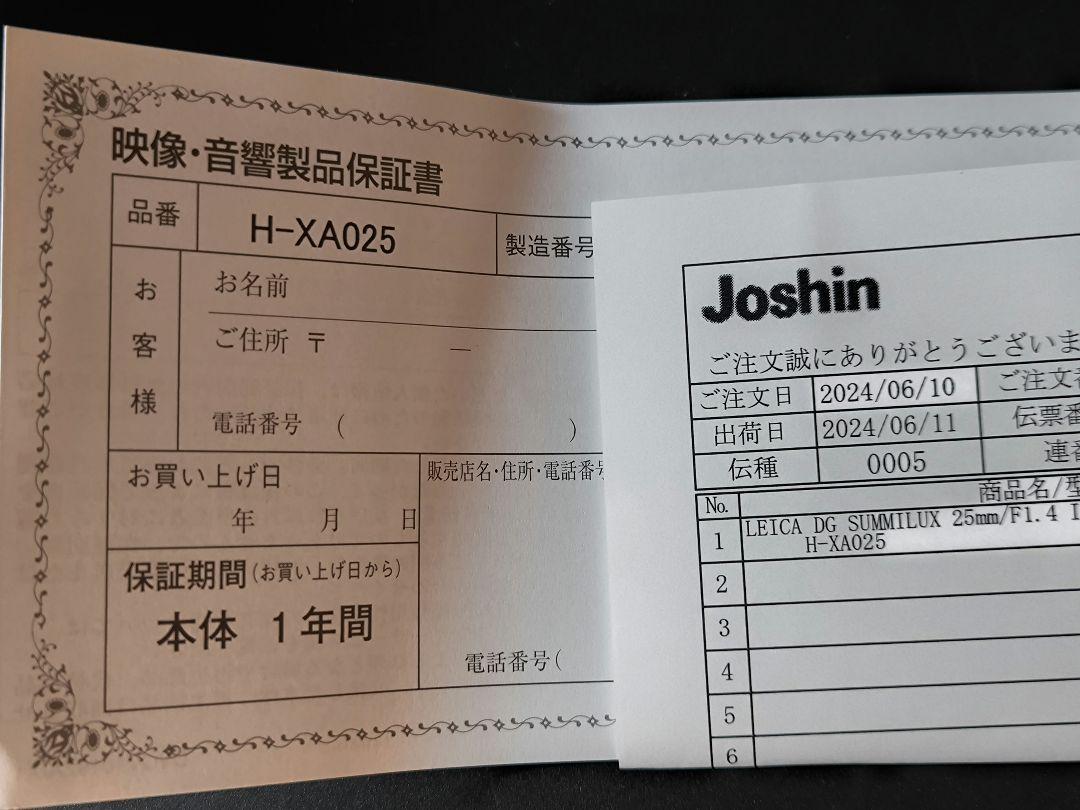 映像・音響製品保証書
品番 H-XA025 製造番号
お客様
お名前
ご住所 〒 —
電話番号 ( )
お買い上げ日
年 月 日
販売店名・住所・電話番号
保証期間(お買い上げ日から)
本体 1年間
電話番号(
Joshin
ご注文誠にありがとうございま
ご注文日 2024/06/10 ご注文
出荷日 2024/06/11 伝票
伝種 0005 連番
No. 商品名/型
1 LEICA DG SUMMILUX 25mm/F1.4
H-XA025
2
3
4
5
6